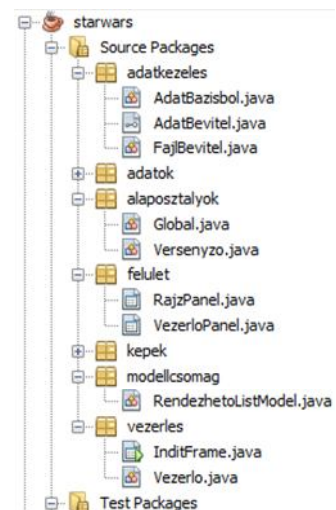 starwars
Source Packages
adatkezeles
AdatBazisbol.java
AdatBevitel.java
FajlBevitel.java
adatok
alaposztalyok
Global.java
Versenyzo.java
felulet
RajzPanel.java
VezerloPanel.java
kepek
modellcsomag
RendezhetoListModel.java
vezerles
InditFrame.java
Vezerlo.java
Test Packages